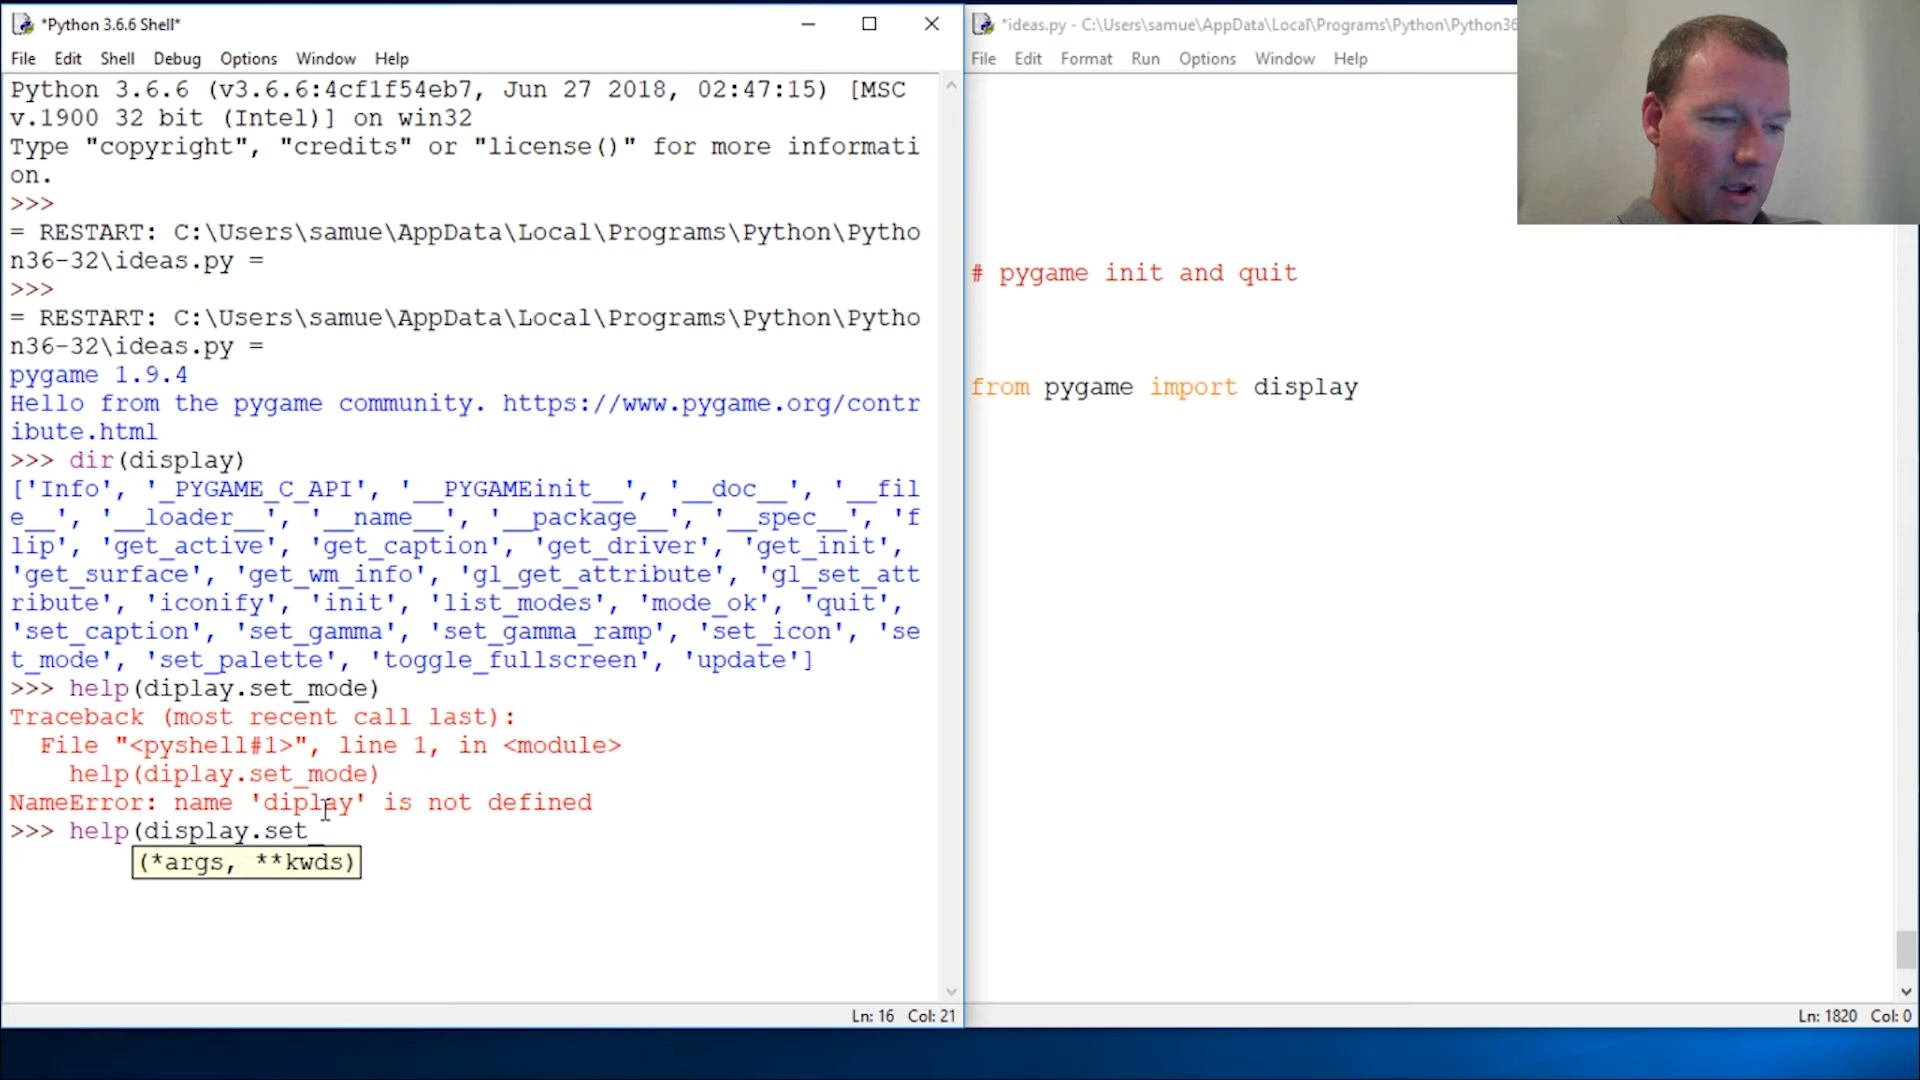 *Python 3.6.6 Shell*
File Edit Shell Debug Options Window Help
Python 3.6.6 (v3.6.6:4cf1f54eb7, Jun 27 2018, 02:47:15) [MSC
v.1900 32 bit (Intel)] on win32
Type "copyright", "credits" or "license()" for more informati
on.
>>>
= RESTART: C:\Users\samue\AppData\Local\Programs\Python\Pytho
n36-32\ideas.py =
>>>
= RESTART: C:\Users\samue\AppData\Local\Programs\Python\Pytho
n36-32\ideas.py =
pygame 1.9.4
Hello from the pygame community. https://www.pygame.org/contr
ibute.html
>>> dir(display)
['Info', '_PYGAME_C_API', '__PYGAMEinit__', '__doc__', '__fil
e__', '__loader__', '__name__', '__package__', '__spec__', 'f
lip', 'get_active', 'get_caption', 'get_driver', 'get_init',
'get_surface', 'get_wm_info', 'gl_get_attribute', 'gl_set_att
ribute', 'iconify', 'init', 'list_modes', 'mode_ok', 'quit',
'set_caption', 'set_gamma', 'set_gamma_ramp', 'set_icon', 'se
t_mode', 'set_palette', 'toggle_fullscreen', 'update']
>>> help(diplay.set_mode)
Traceback (most recent call last):
  File "<pyshell#1>", line 1, in <module>
    help(diplay.set_mode)
NameError: name 'diplay' is not defined
>>> help(display.set_
(*args, **kwds)
Ln: 16 Col: 21
*ideas.py - C:\Users\samue\AppData\Local\Programs\Python\Python36
File Edit Format Run Options Window Help
# pygame init and quit
from pygame import display
Ln: 1820 Col: 0